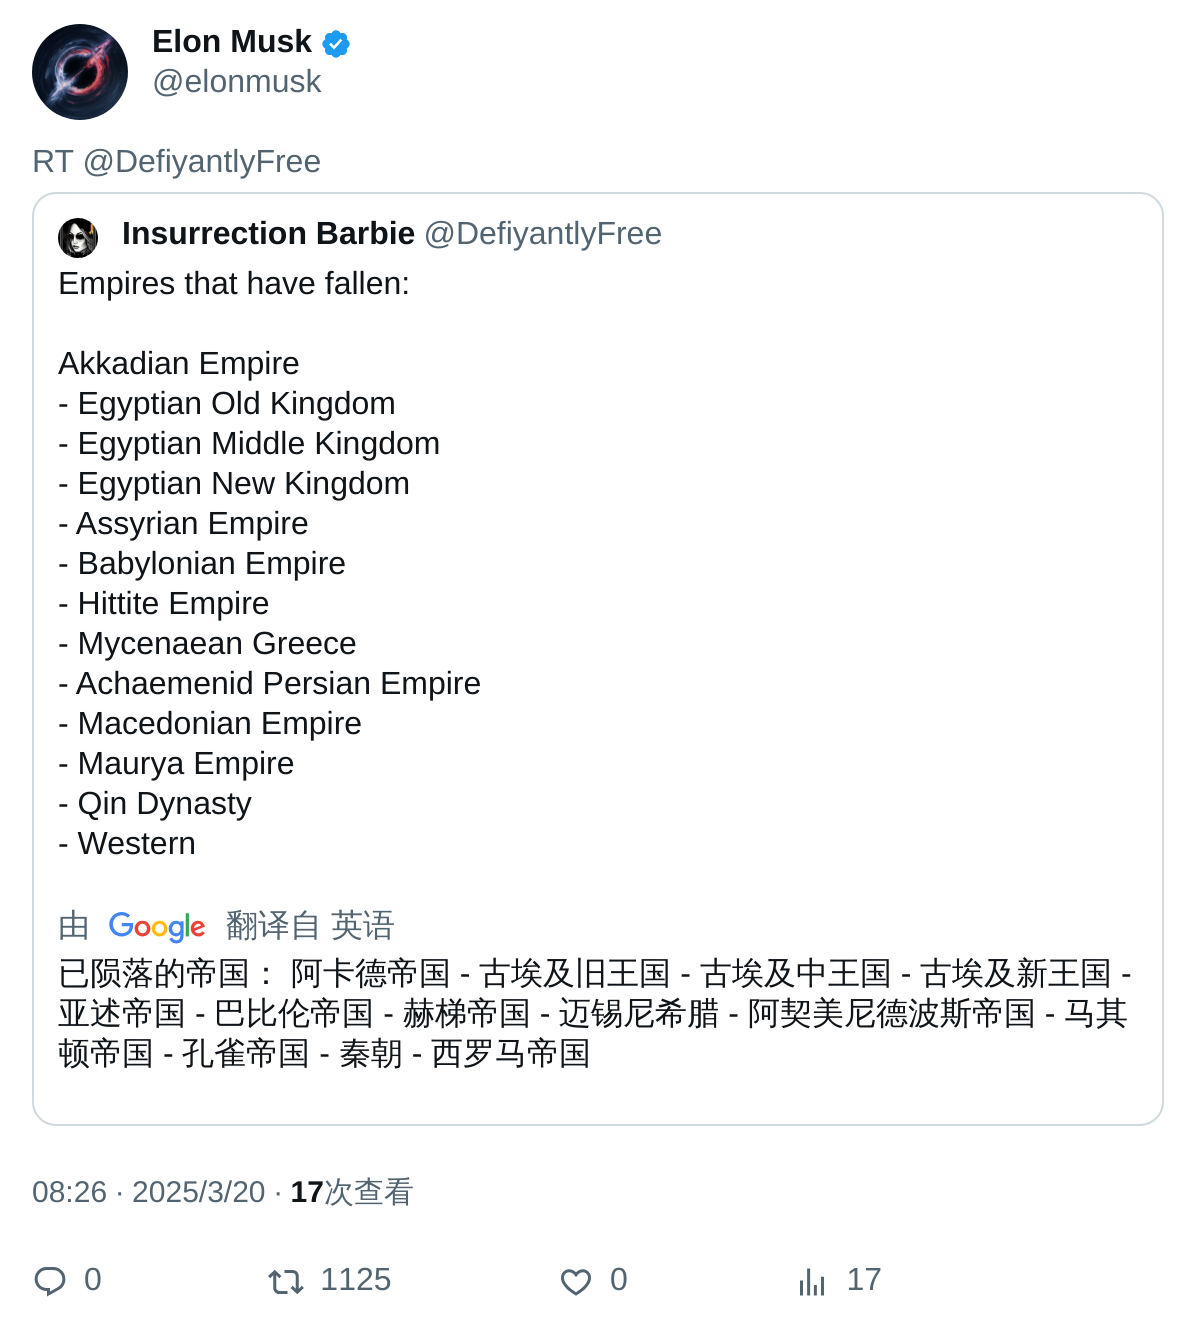 Elon Musk
@elonmusk
RT @DefiyantlyFree
Insurrection Barbie @DefiyantlyFree
Empires that have fallen:
Akkadian Empire
- Egyptian Old Kingdom
- Egyptian Middle Kingdom
- Egyptian New Kingdom
- Assyrian Empire
- Babylonian Empire
- Hittite Empire
- Mycenaean Greece
- Achaemenid Persian Empire
- Macedonian Empire
- Maurya Empire
- Qin Dynasty
- Western
由 Google 翻译自 英语
已陨落的帝国： 阿卡德帝国 - 古埃及旧王国 - 古埃及中王国 - 古埃及新王国 -
亚述帝国 - 巴比伦帝国 - 赫梯帝国 - 迈锡尼希腊 - 阿契美尼德波斯帝国 - 马其
顿帝国 - 孔雀帝国 - 秦朝 - 西罗马帝国
08:26 · 2025/3/20 · 17次查看
0 1125 0 17